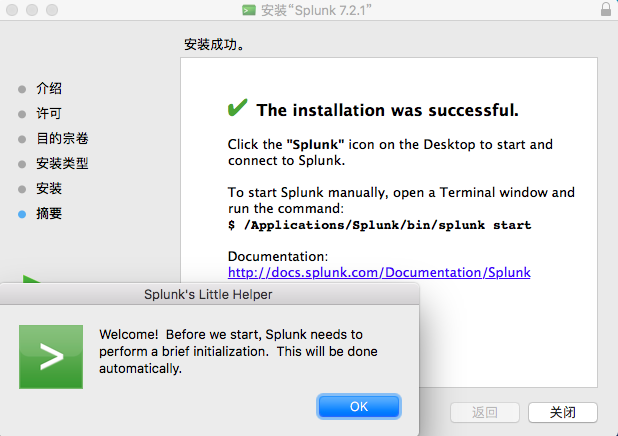 安装“Splunk 7.2.1”
安装成功。
介绍
许可
目的宗卷
安装类型
安装
摘要
✔ The installation was successful.
Click the "Splunk" icon on the Desktop to start and
connect to Splunk.
To start Splunk manually, open a Terminal window and
run the command:
$ /Applications/Splunk/bin/splunk start
Documentation:
http://docs.splunk.com/Documentation/Splunk
Splunk's Little Helper
Welcome! Before we start, Splunk needs to
perform a brief initialization. This will be done
automatically.
OK
返回
关闭